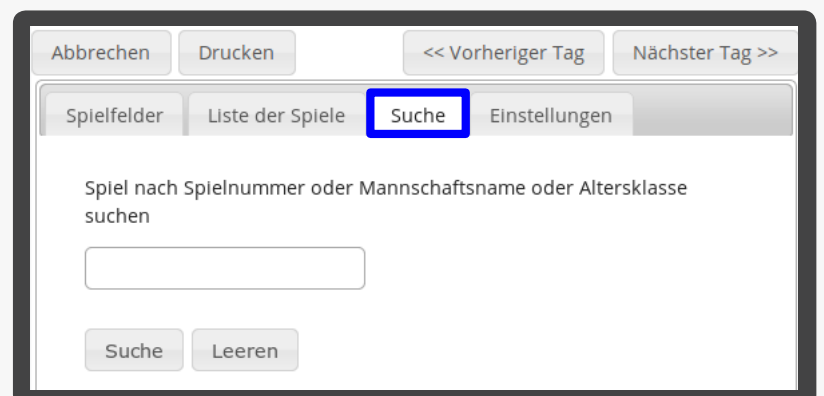 Abbrechen Drucken << Vorheriger Tag Nächster Tag >>
Spielfelder Liste der Spiele Suche Einstellungen
Spiel nach Spielnummer oder Mannschaftsname oder Altersklasse
suchen
Suche Leeren